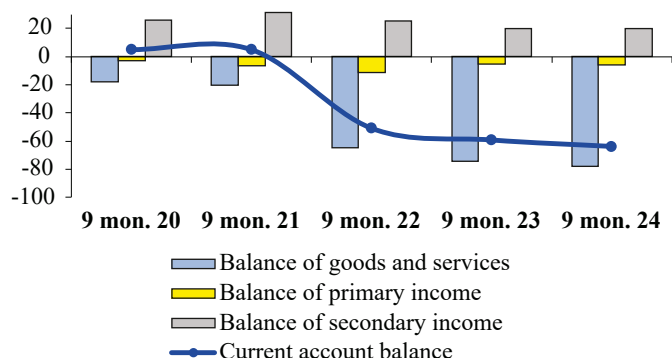 20
0
-20
-40
-60
-80
-100
9 mon. 20 9 mon. 21 9 mon. 22 9 mon. 23 9 mon. 24
Balance of goods and services
Balance of primary income
Balance of secondary income
Current account balance